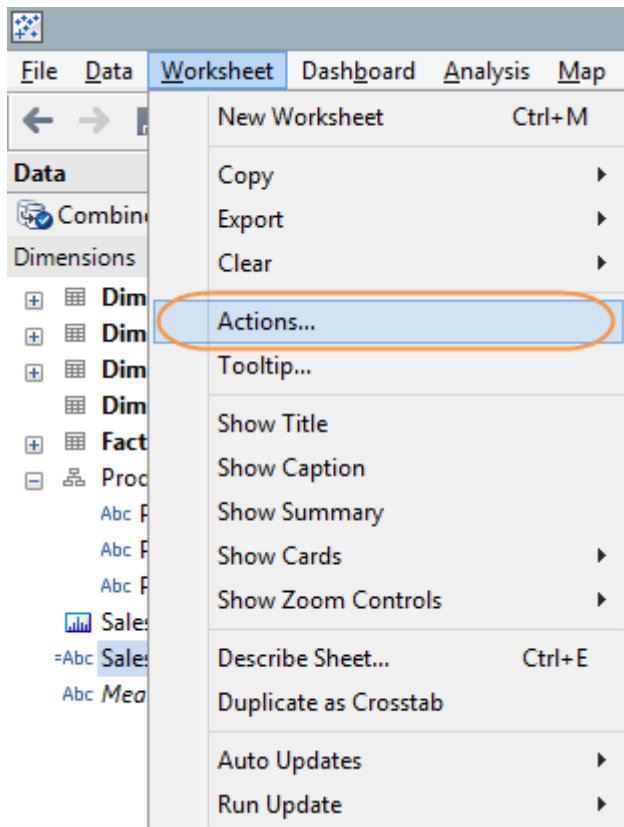 File Data Worksheet Dashboard Analysis Map
New Worksheet Ctrl+M
Data
Copy
Combine
Export
Dimensions
Clear
Dim
Actions...
Dim
Tooltip...
Dim
Dim
Show Title
Fact
Show Caption
Prod
Show Summary
Abc P
Show Cards
Abc P
Abc P
Show Zoom Controls
Sales
=Abc Sales
Describe Sheet... Ctrl+E
Abc Mea
Duplicate as Crosstab
Auto Updates
Run Update